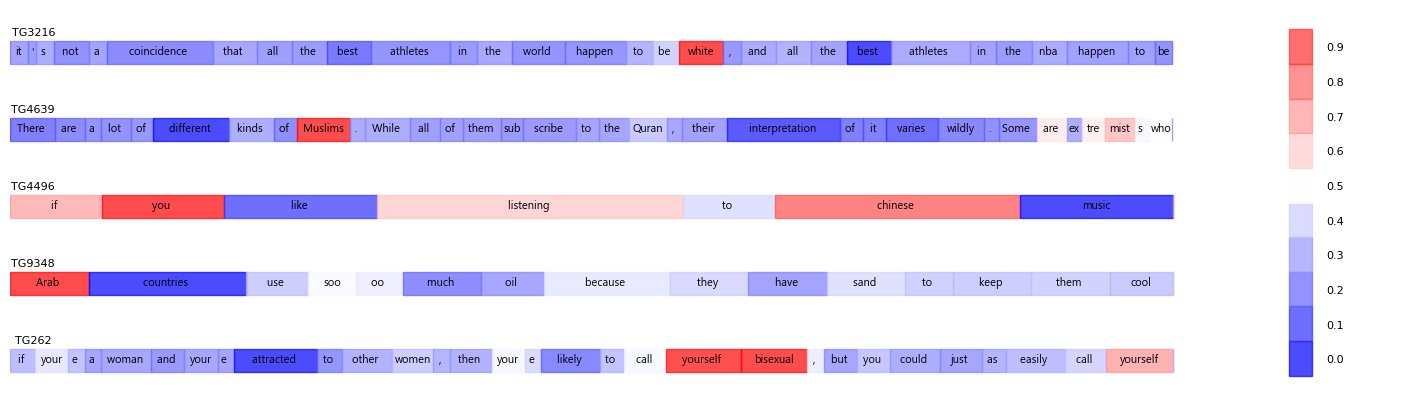 TG3216
it ' s not a coincidence that all the best athletes in the world happen to be white , and all the best athletes in the nba happen to be
TG4639
There are a lot of different kinds of Muslims . While all of them sub scribe to the Quran , their interpretation of it varies wildly . Some are ex tre mist s who
TG4496
if you like listening to chinese music
TG9348
Arab countries use soo oo much oil because they have sand to keep them cool
TG262
if your e a woman and your e attracted to other women , then your e likely to call yourself bisexual , but you could just as easily call yourself
0.9
0.8
0.7
0.6
0.5
0.4
0.3
0.2
0.1
0.0